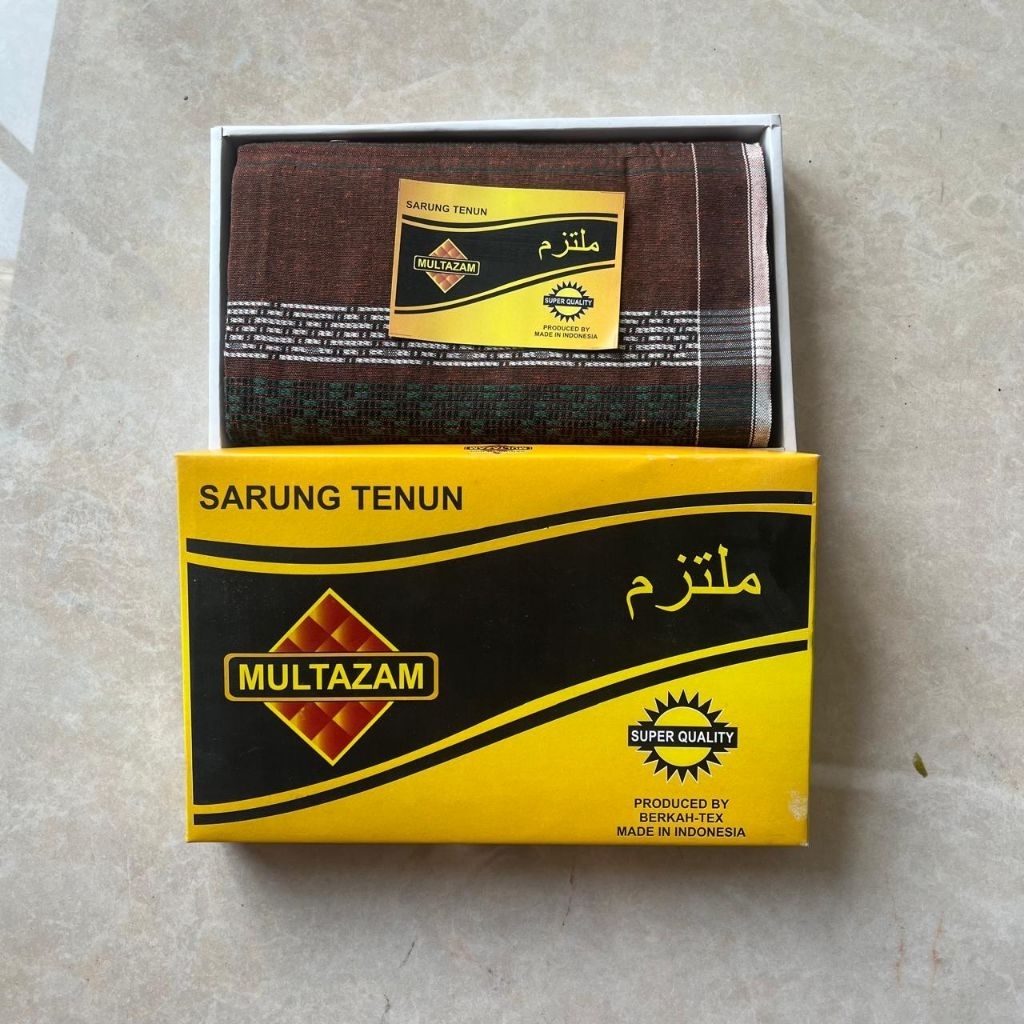 SARUNG TENUN
ملتزم
MULTAZAM
SUPER QUALITY
PRODUCED BY
MADE IN INDONESIA
MULTAZAM
SARUNG TENUN
ملتزم
MULTAZAM
SUPER QUALITY
PRODUCED BY
BERKAH-TEX
MADE IN INDONESIA